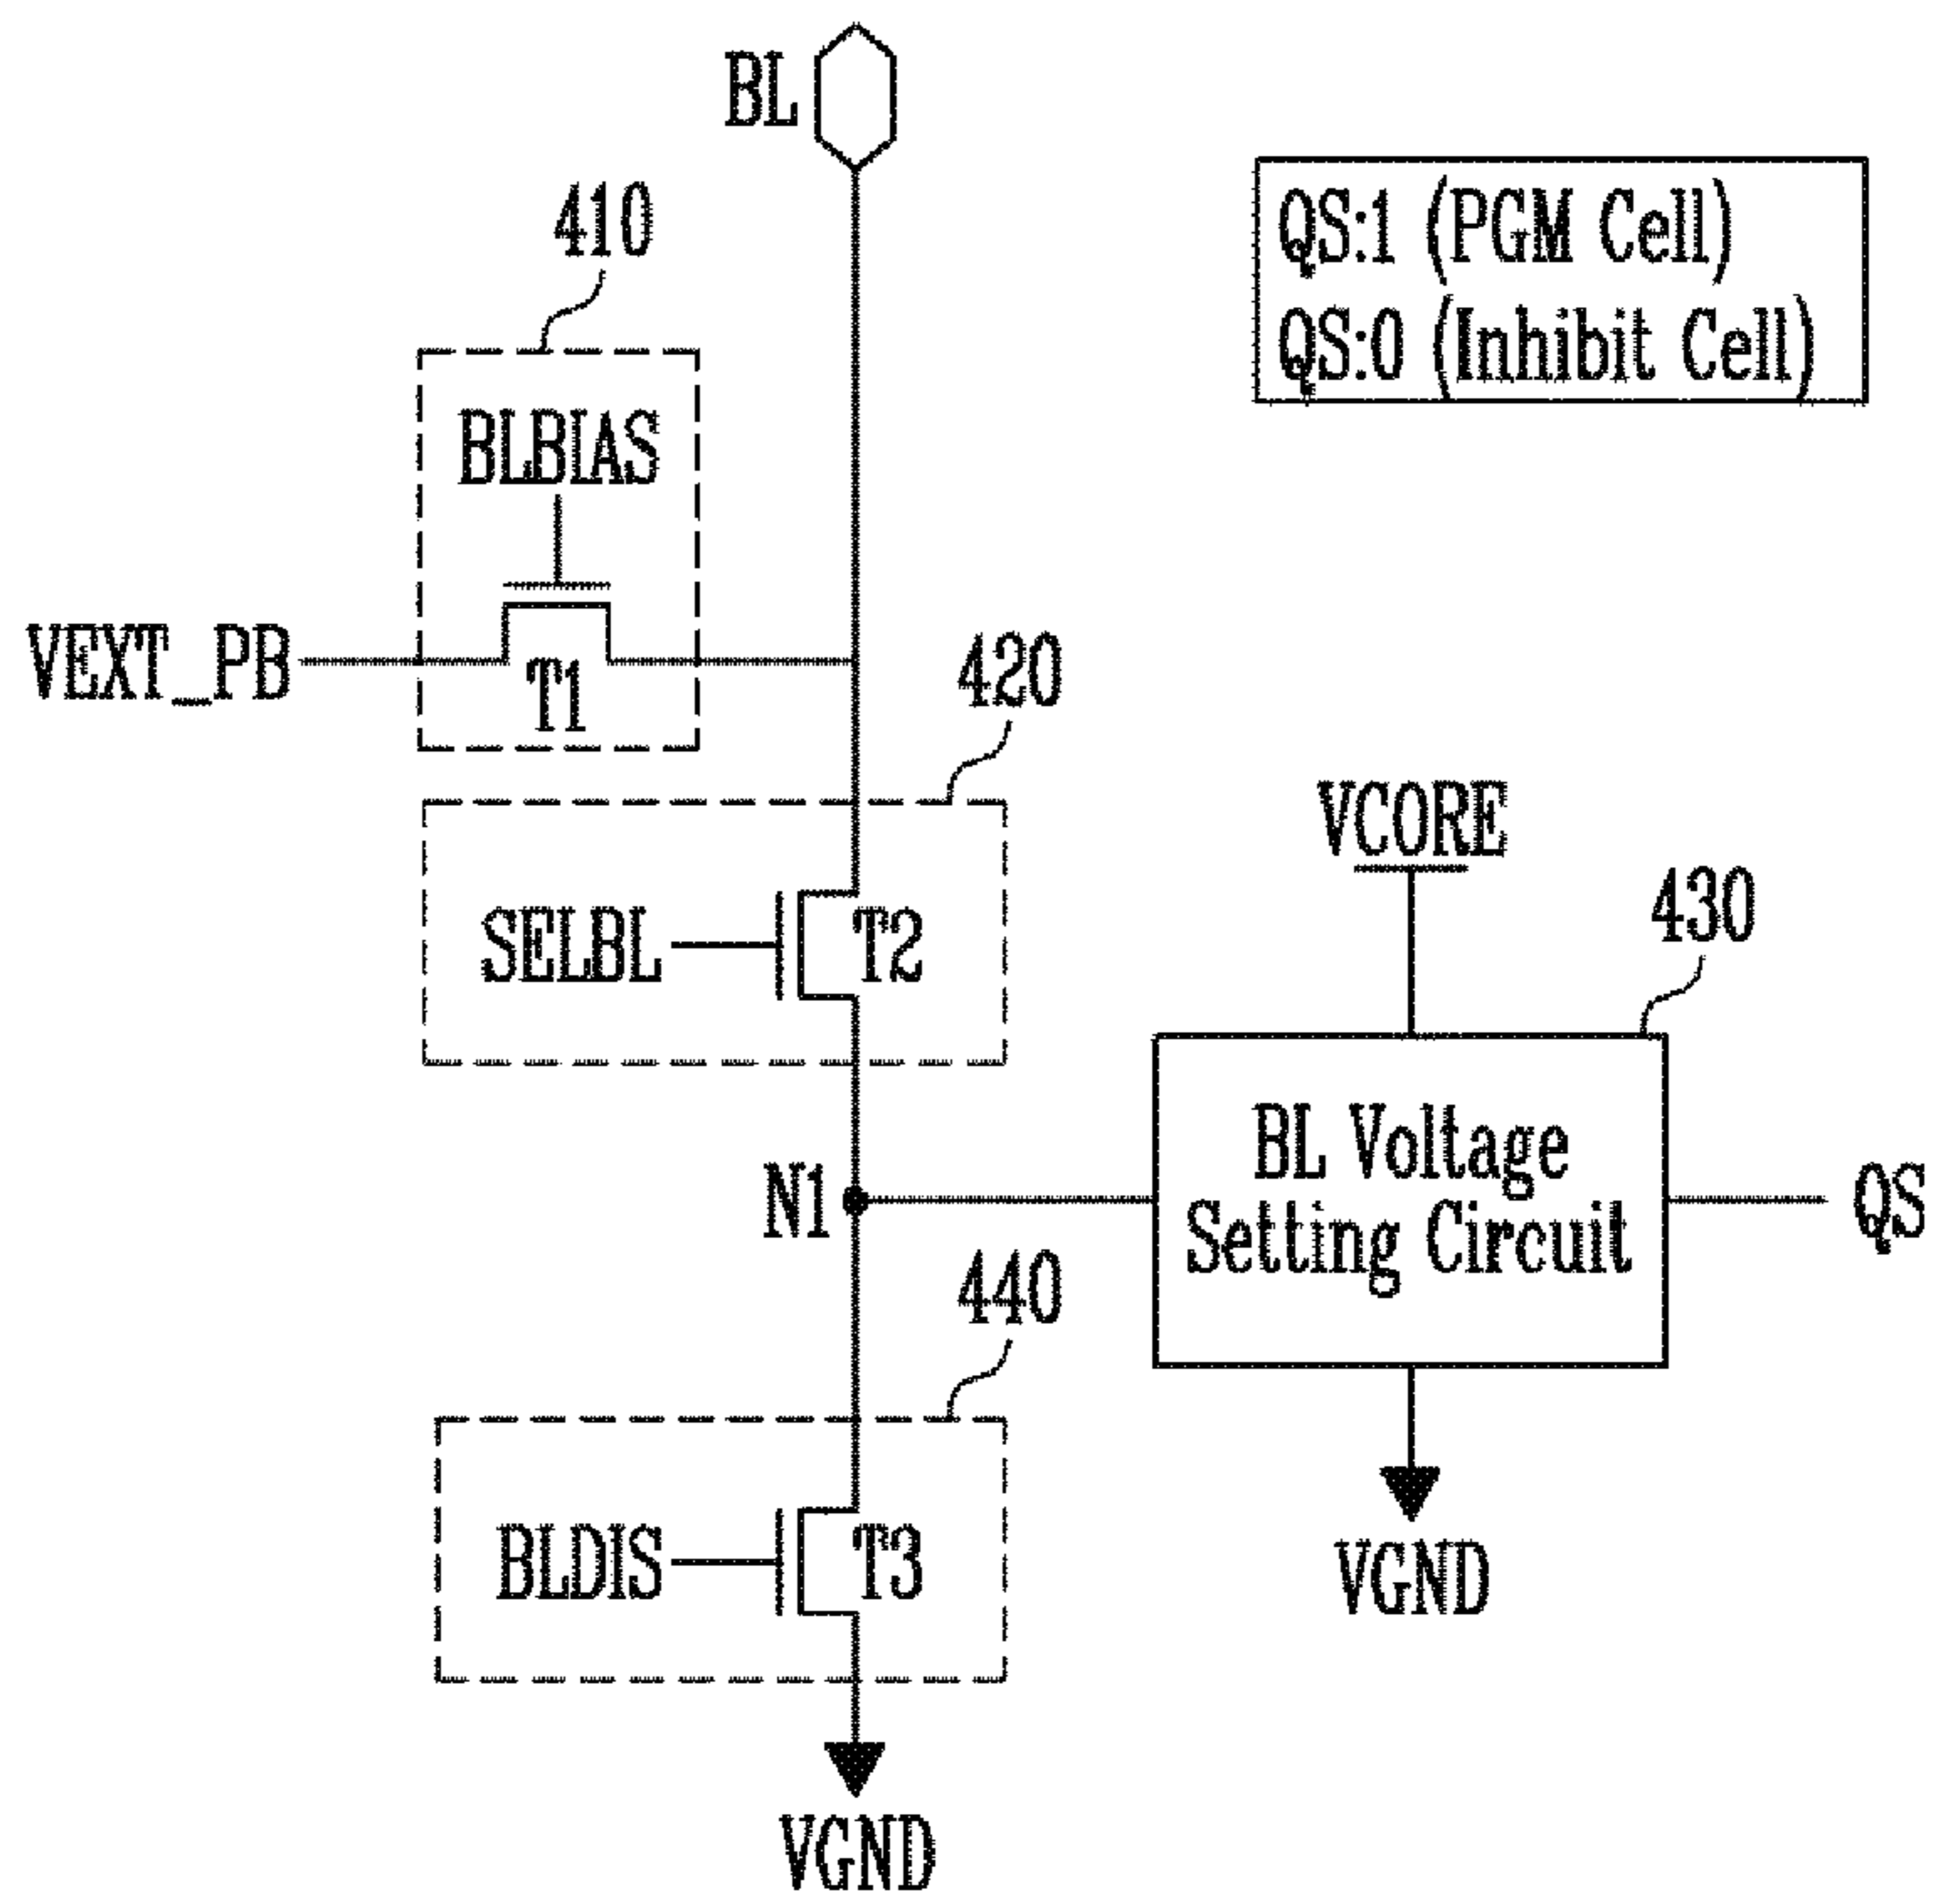 BL
410
QS:1 (PGM Cell)
QS:0 (Inhibit Cell)
BLBIAS
VEXT_PB
T1
420
VCORE
SELBL
T2
430
BL Voltage
Setting Circuit
N1
QS
440
BLDIS
T3
VGND
VGND